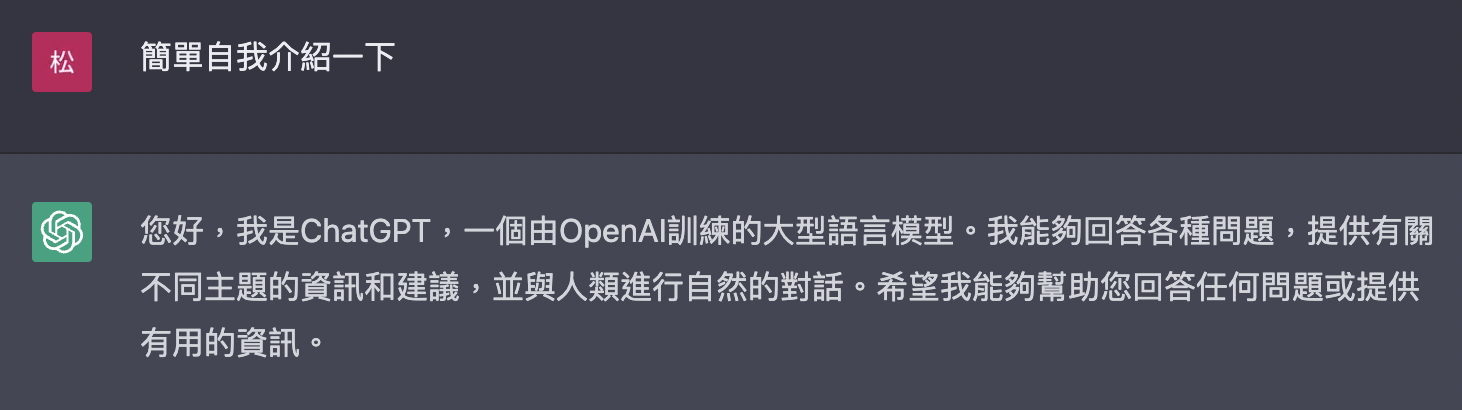 松
簡單自我介紹一下
您好，我是ChatGPT，一個由OpenAI訓練的大型語言模型。我能夠回答各種問題，提供有關
不同主題的資訊和建議，並與人類進行自然的對話。希望我能夠幫助您回答任何問題或提供
有用的資訊。